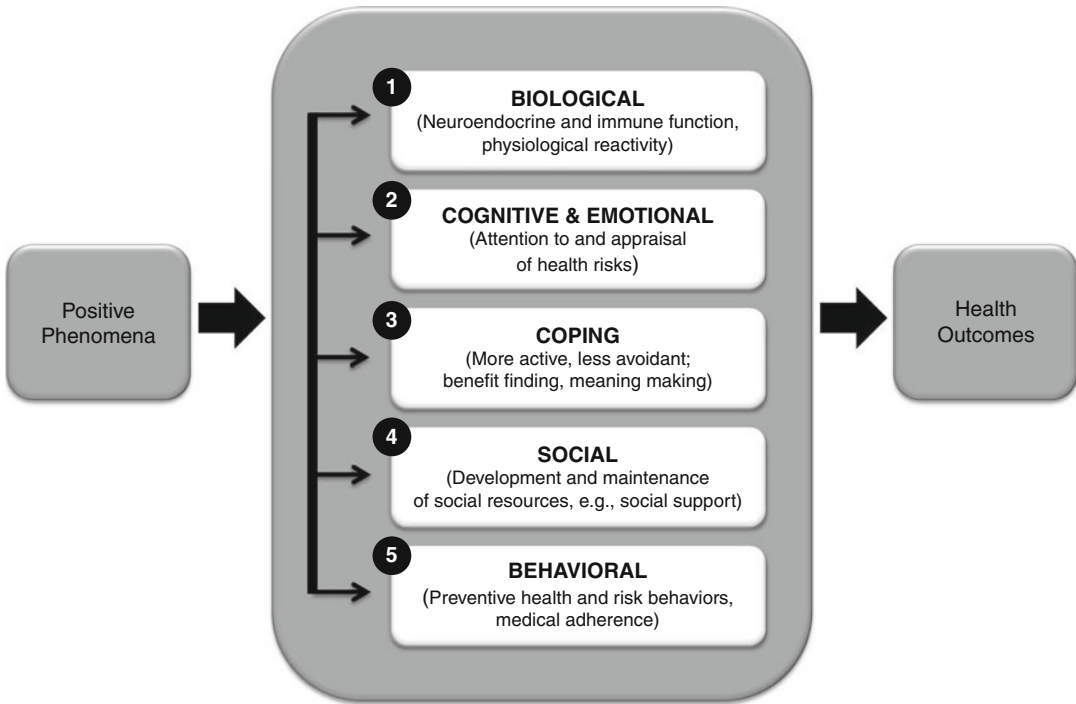 Positive
Phenomena
1
BIOLOGICAL
(Neuroendocrine and immune function,
physiological reactivity)
2
COGNITIVE & EMOTIONAL
(Attention to and appraisal
of health risks)
3
COPING
(More active, less avoidant;
benefit finding, meaning making)
4
SOCIAL
(Development and maintenance
of social resources, e.g., social support)
5
BEHAVIORAL
(Preventive health and risk behaviors,
medical adherence)
Health
Outcomes